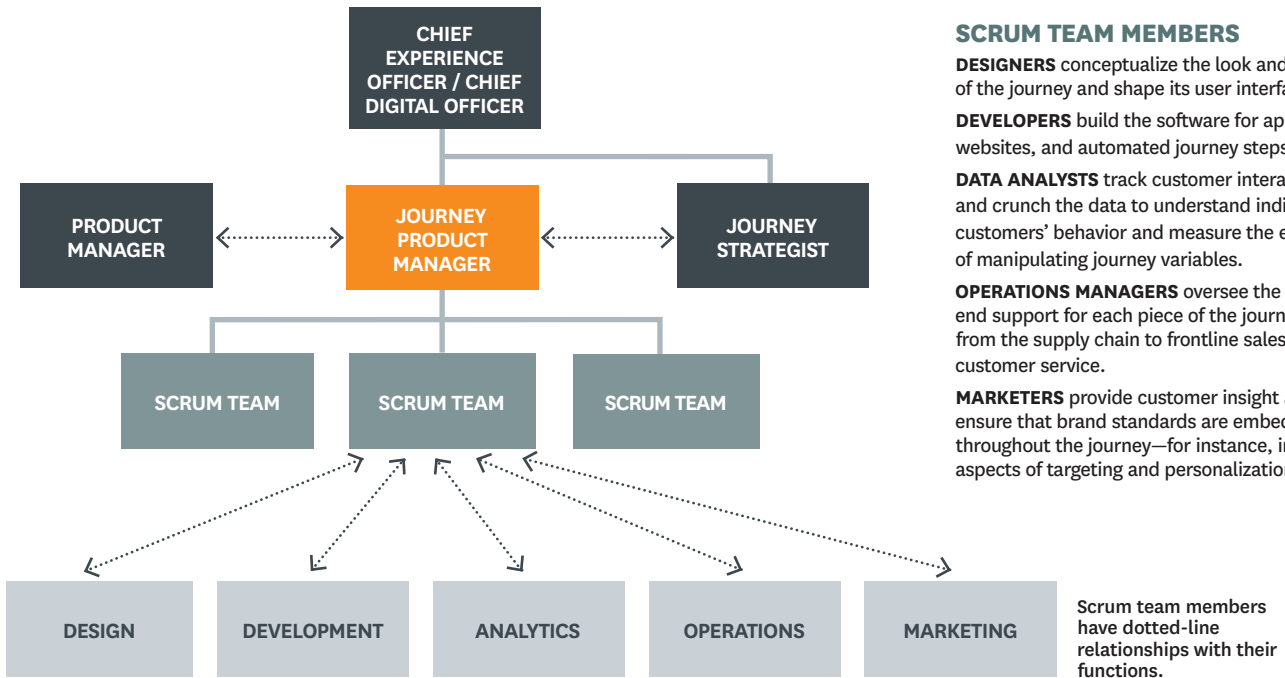 CHIEF
EXPERIENCE
OFFICER / CHIEF
DIGITAL OFFICER
PRODUCT
MANAGER
JOURNEY
PRODUCT
MANAGER
JOURNEY
STRATEGIST
SCRUM TEAM
SCRUM TEAM
SCRUM TEAM
DESIGN
DEVELOPMENT
ANALYTICS
OPERATIONS
MARKETING
SCRUM TEAM MEMBERS
DESIGNERS conceptualize the look and
of the journey and shape its user
DEVELOPERS build the software for
websites, and automated journey steps
DATA ANALYSTS track customer
and crunch the data to understand
customers’ behavior and measure the
of manipulating journey variables.
OPERATIONS MANAGERS oversee the
end support for each piece of the
from the supply chain to frontline sales
customer service.
MARKETERS provide customer insight
ensure that brand standards are
throughout the journey—for instance,
aspects of targeting and
Scrum team members
have dotted-line
relationships with their
functions.